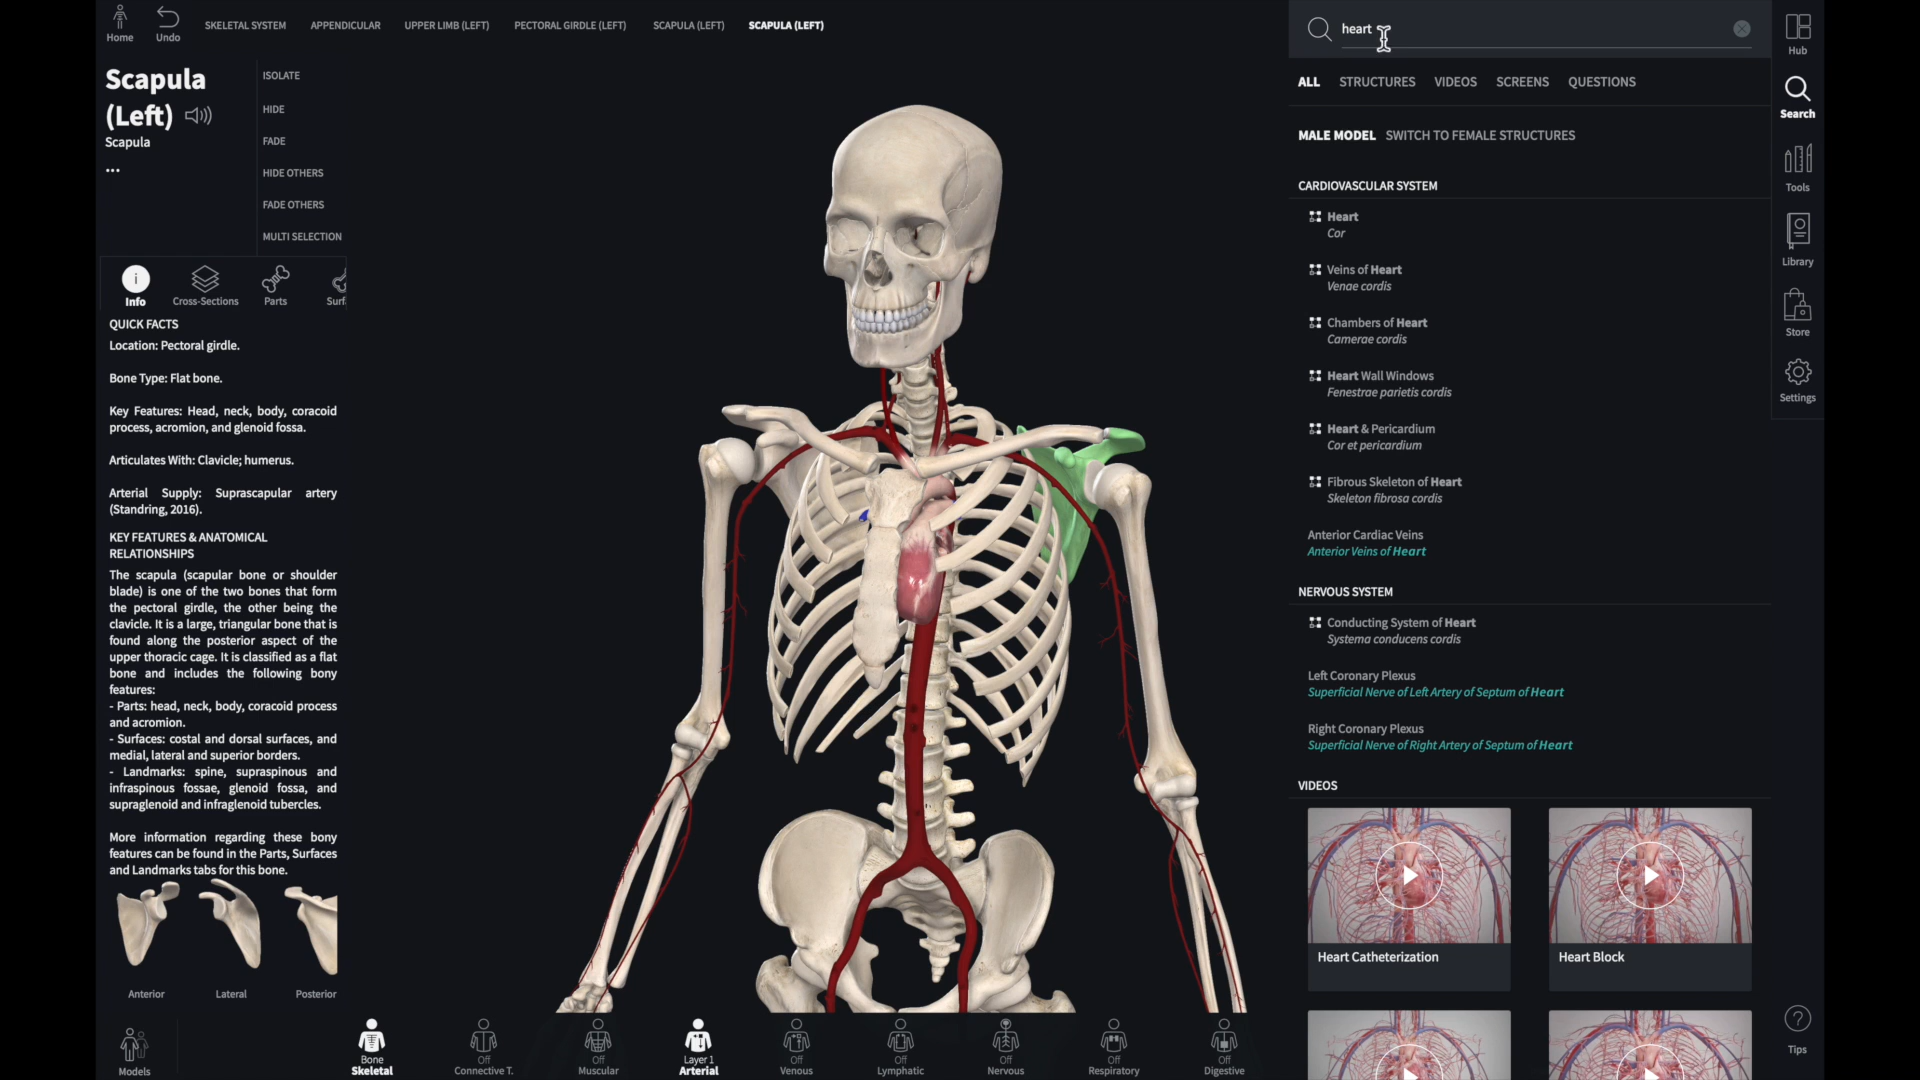 Home
Undo
SKELETAL SYSTEM
APPENDICULAR
UPPER LIMB (LEFT)
PECTORAL GIRDLE (LEFT)
SCAPULA (LEFT)
SCAPULA (LEFT)
Scapula
(Left)
Scapula
...
ISOLATE
HIDE
FADE
HIDE OTHERS
FADE OTHERS
MULTI SELECTION
Info
Cross-Sections
Parts
Surf
QUICK FACTS
Location: Pectoral girdle.
Bone Type: Flat bone.
Key Features: Head, neck, body, coracoid
process, acromion, and glenoid fossa.
Articulates With: Clavicle; humerus.
Arterial Supply: Suprascapular artery
(Standring, 2016).
KEY FEATURES & ANATOMICAL
RELATIONSHIPS
The scapula (scapular bone or shoulder
blade) is one of the two bones that form
the pectoral girdle, the other being the
clavicle. It is a large, triangular bone that is
found along the posterior aspect of the
upper thoracic cage. It is classified as a flat
bone and includes the following bony
features:
- Parts: head, neck, body, coracoid process
and acromion.
- Surfaces: costal and dorsal surfaces, and
medial, lateral and superior borders.
- Landmarks: spine, supraspinous and
infraspinous fossae, glenoid fossa, and
supraglenoid and infraglenoid tubercles.
More information regarding these bony
features can be found in the Parts, Surfaces
and Landmarks tabs for this bone.
Anterior
Lateral
Posterior
Models
Bone
Skeletal
Off
Connective T.
Off
Muscular
Layer 1
Arterial
Off
Venous
Off
Lymphatic
Off
Nervous
Off
Respiratory
Off
Digestive
heart
ALL
STRUCTURES
VIDEOS
SCREENS
QUESTIONS
MALE MODEL
SWITCH TO FEMALE STRUCTURES
CARDIOVASCULAR SYSTEM
Heart
Cor
Veins of Heart
Venae cordis
Chambers of Heart
Camerae cordis
Heart Wall Windows
Fenestrae parietis cordis
Heart & Pericardium
Cor et pericardium
Fibrous Skeleton of Heart
Skeleton fibrosa cordis
Anterior Cardiac Veins
Anterior Veins of Heart
NERVOUS SYSTEM
Conducting System of Heart
Systema conducens cordis
Left Coronary Plexus
Superficial Nerve of Left Artery of Septum of Heart
Right Coronary Plexus
Superficial Nerve of Right Artery of Septum of Heart
VIDEOS
Heart Catheterization
Heart Block
Hub
Search
Tools
Library
Store
Settings
?
Tips